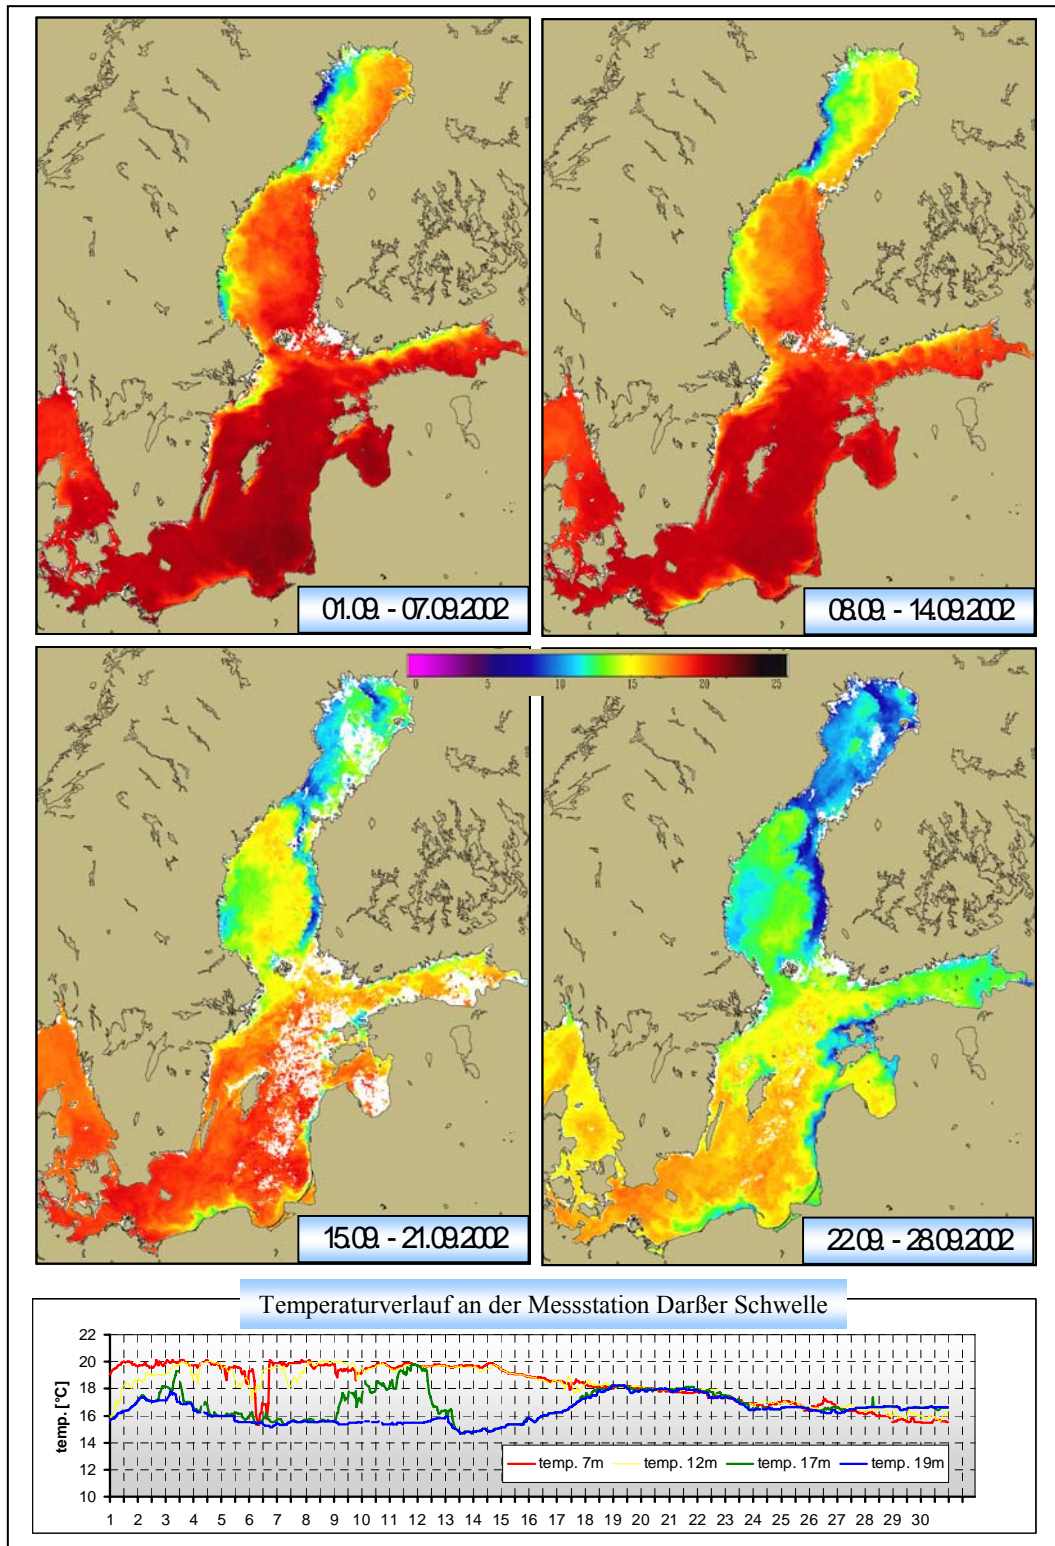 01.09. - 07.09.2002
08.09. - 14.09.2002
0 5 10 15 20 25
15.09. - 21.09.2002
22.09. - 28.09.2002
Temperaturverlauf an der Messstation Darßer Schwelle
temp. [°C]
22
20
18
16
14
12
10
temp. 7m temp. 12m temp. 17m temp. 19m
1 2 3 4 5 6 7 8 9 10 11 12 13 14 15 16 17 18 19 20 21 22 23 24 25 26 27 28 29 30